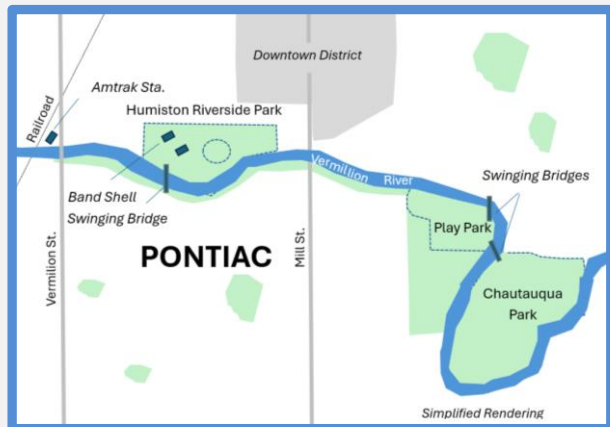 Downtown District
Amtrak Sta.
Railroad
Humiston Riverside Park
Vermillion River
Swinging Bridges
Band Shell
Swinging Bridge
Play Park
PONTIAC
Vermilion St.
Mill St.
Chautauqua
Park
Simplified Rendering